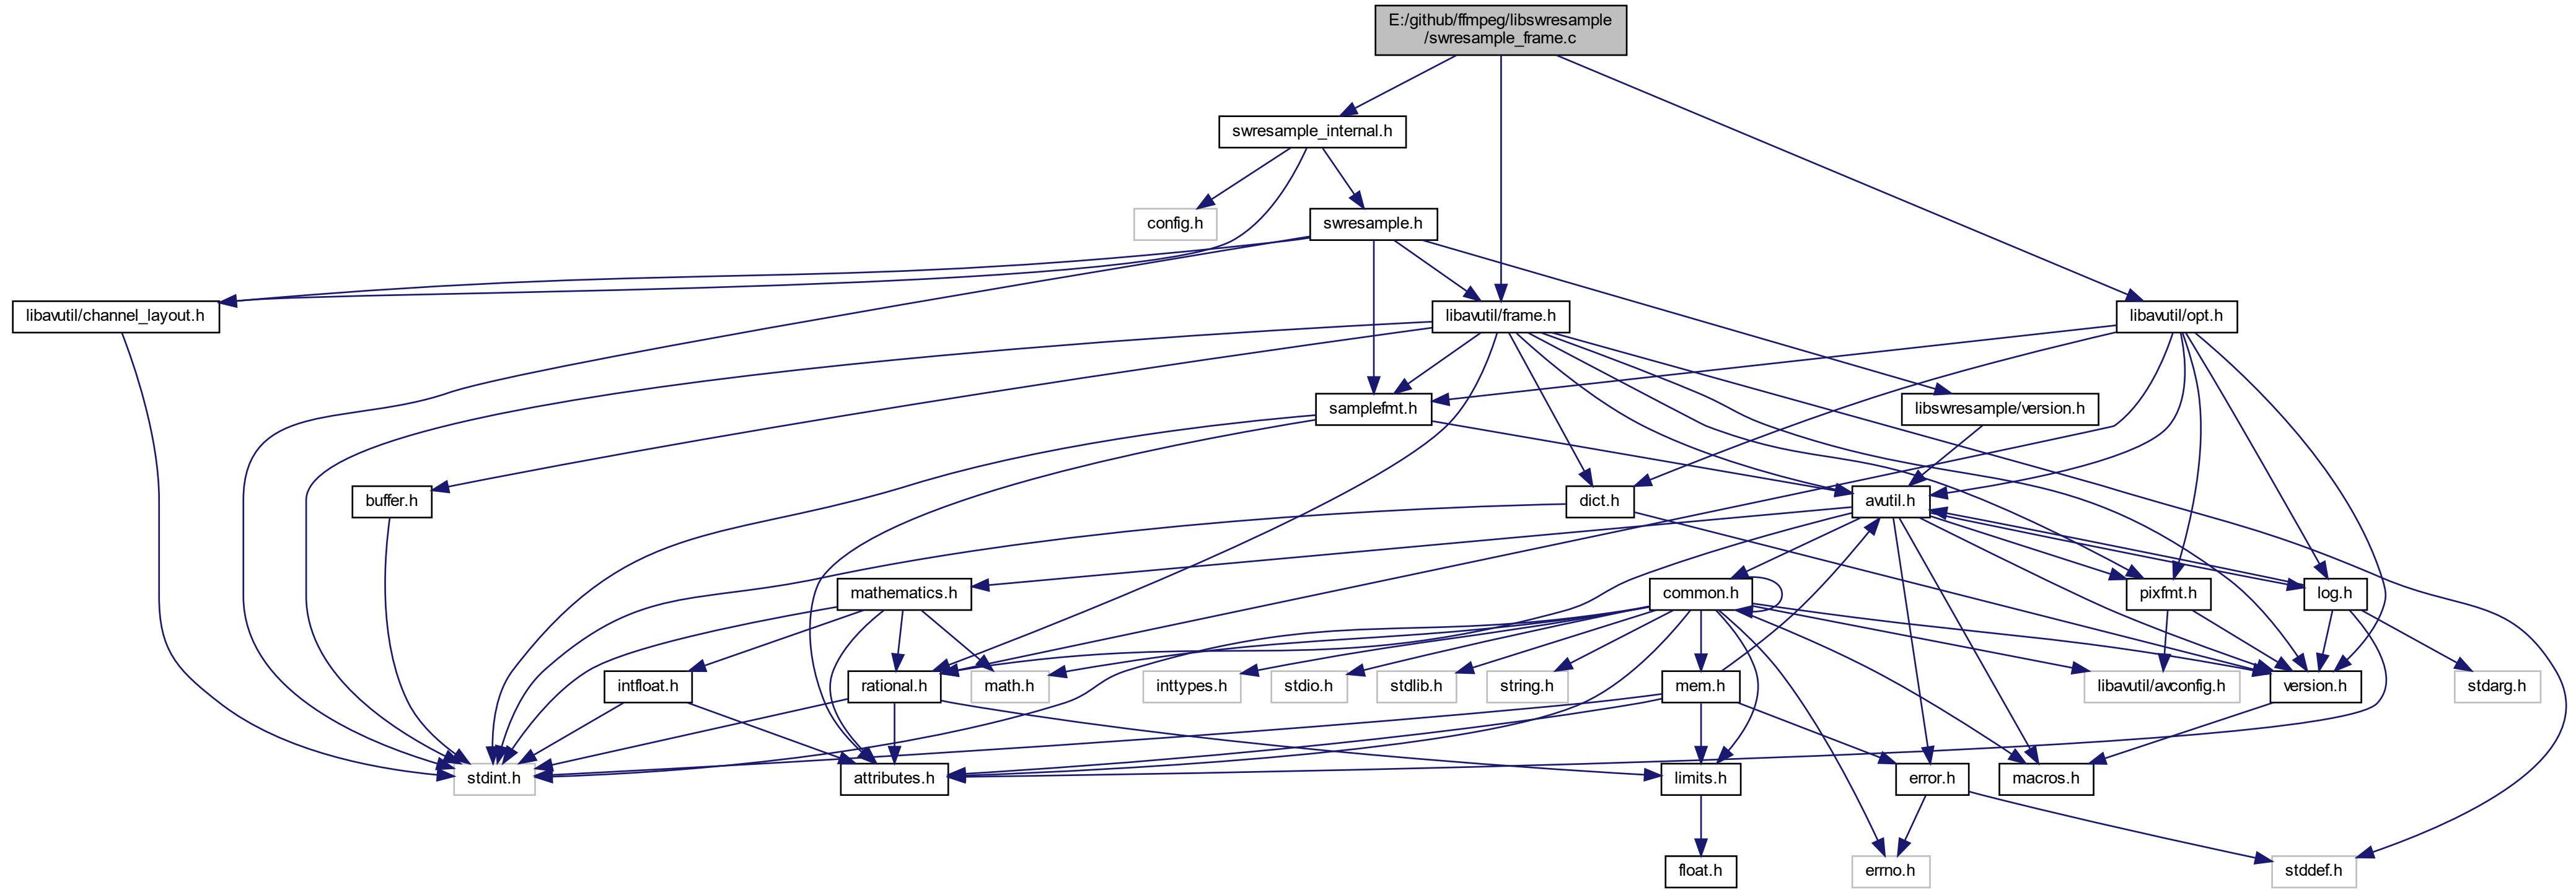 E:/github/ffmpeg/libswresample
/swresample_frame.c
swresample_internal.h
config.h
swresample.h
libavutil/channel_layout.h
libavutil/frame.h
libavutil/opt.h
samplefmt.h
libswresample/version.h
buffer.h
dict.h
avutil.h
mathematics.h
common.h
pixfmt.h
log.h
intfloat.h
rational.h
math.h
inttypes.h
stdio.h
stdlib.h
string.h
mem.h
libavutil/avconfig.h
version.h
stdarg.h
stdint.h
attributes.h
limits.h
error.h
macros.h
float.h
errno.h
stddef.h